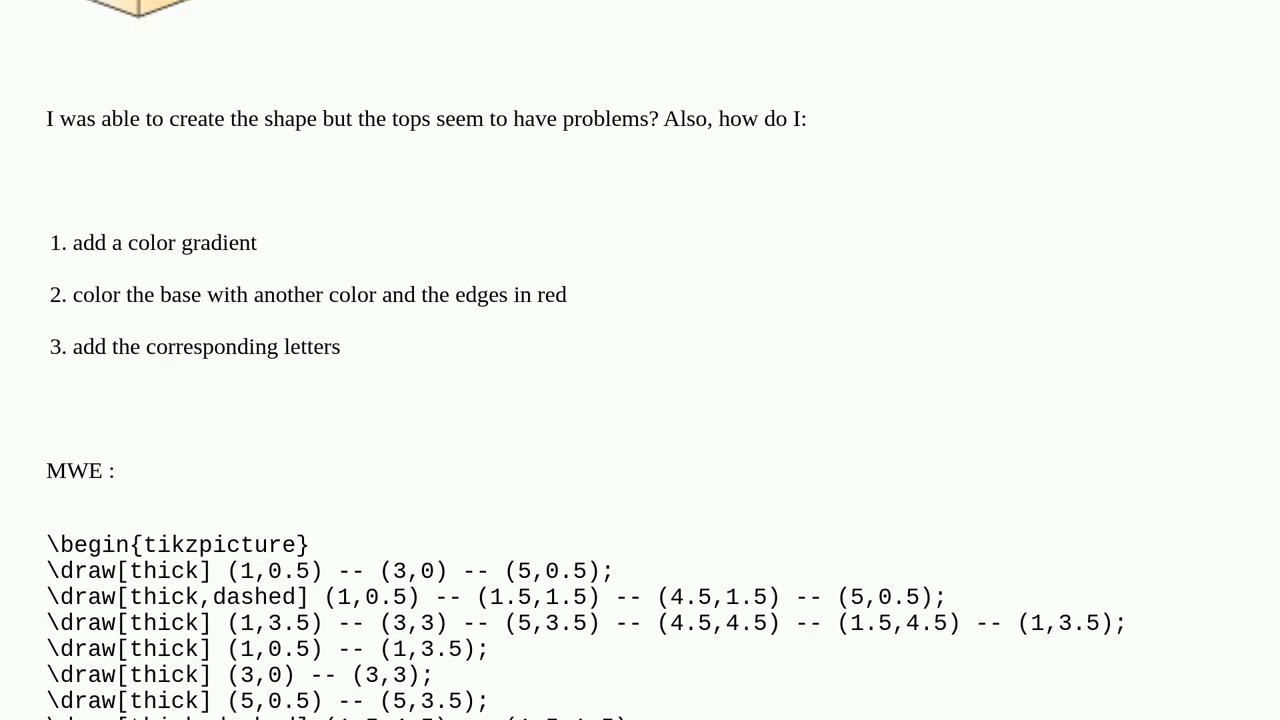 I was able to create the shape but the tops seem to have problems? Also, how do I:
1. add a color gradient
2. color the base with another color and the edges in red
3. add the corresponding letters
MWE :
\begin{tikzpicture}
\draw[thick] (1,0.5) -- (3,0) -- (5,0.5);
\draw[thick,dashed] (1,0.5) -- (1.5,1.5) -- (4.5,1.5) -- (5,0.5);
\draw[thick] (1,3.5) -- (3,3) -- (5,3.5) -- (4.5,4.5) -- (1.5,4.5) -- (1,3.5);
\draw[thick] (1,0.5) -- (1,3.5);
\draw[thick] (3,0) -- (3,3);
\draw[thick] (5,0.5) -- (5,3.5);